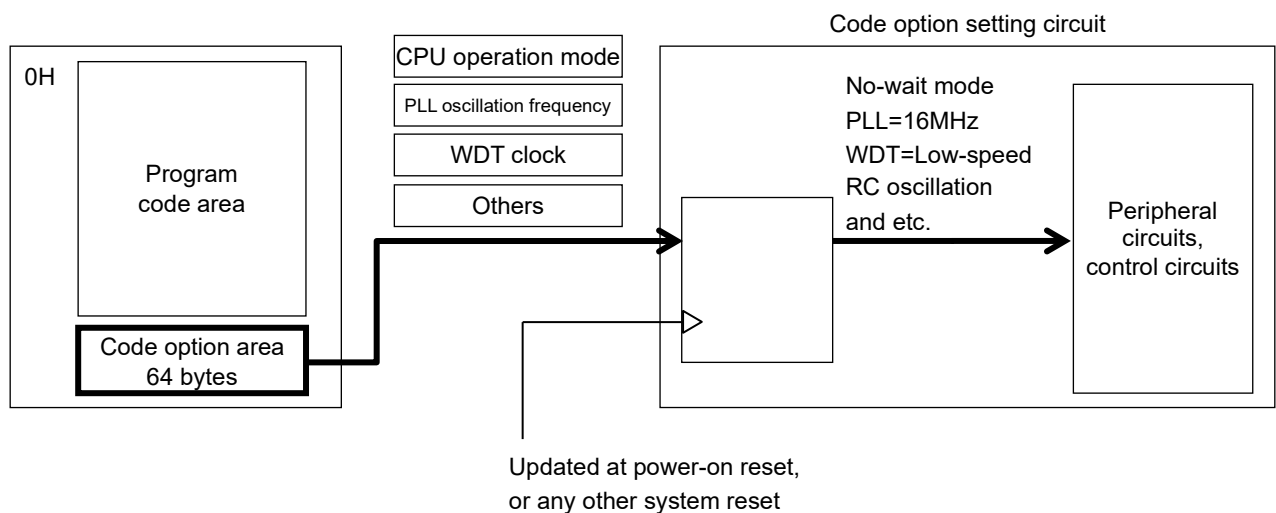 Code option setting circuit
0H
Program
code area
Code option area
64 bytes
CPU operation mode
PLL oscillation frequency
WDT clock
Others
No-wait mode
PLL=16MHz
WDT=Low-speed
RC oscillation
and etc.
Peripheral
circuits,
control circuits
Updated at power-on reset,
or any other system reset